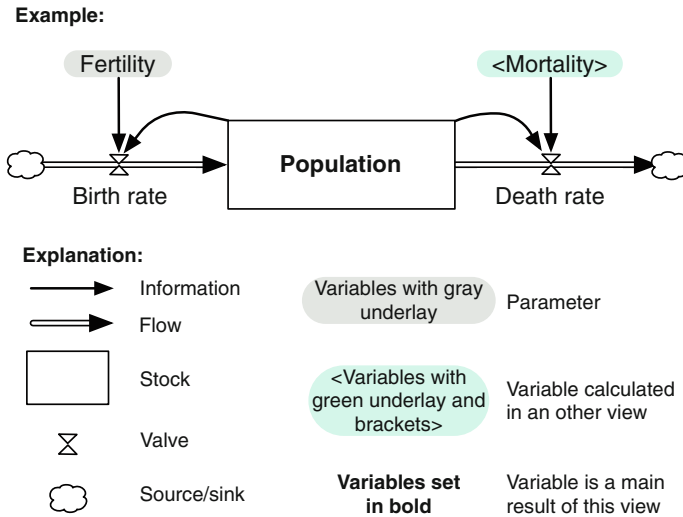 Example:
Fertility
<Mortality>
Population
Birth rate
Death rate
Explanation:
Information
Flow
Stock
Valve
Source/sink
Variables with gray
underlay
Parameter
<Variables with
green underlay and
brackets>
Variable calculated
in an other view
Variables set
in bold
Variable is a main
result of this view